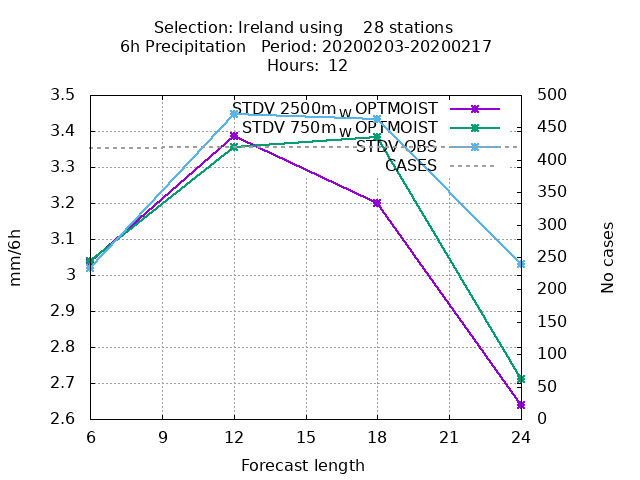 Selection: Ireland using    28 stations
6h Precipitation   Period: 20200203-20200217
Hours:  12
3.5
3.4
3.3
3.2
3.1
3
2.9
2.8
2.7
2.6
mm/6h
STDV 2500m_w OPTMOIST
STDV 750m_w OPTMOIST
STDV OBS
CASES
500
450
400
350
300
250
200
150
100
50
0
No cases
6 9 12 15 18 21 24
Forecast length